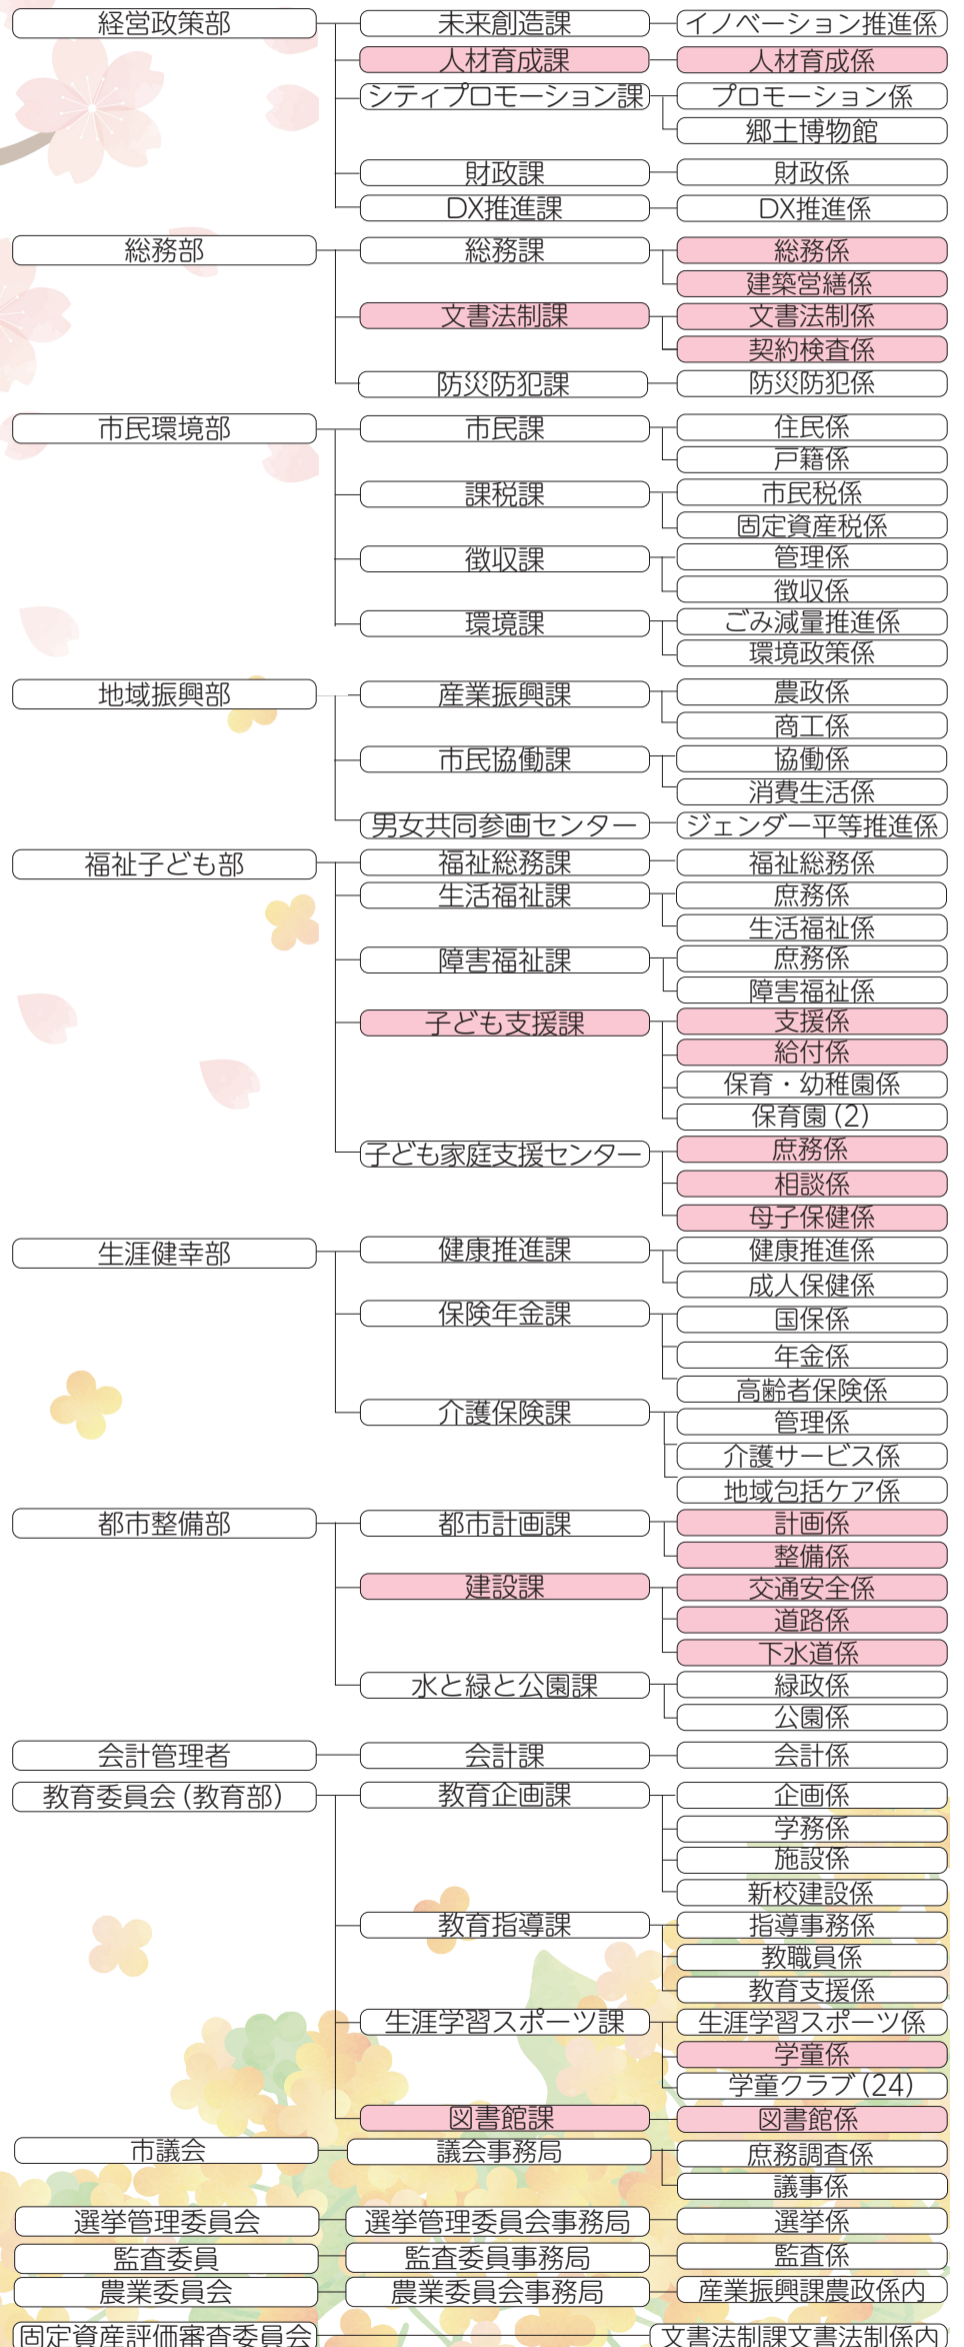 経営政策部 未来創造課 イノベーション推進係
人材育成課 人材育成係
シティプロモーション課 プロモーション係
郷土博物館
財政課 財政係
DX推進課 DX推進係
総務部 総務課 総務係
建築営繕係
文書法制課 文書法制係
契約検査係
防災防犯課 防災防犯係
市民環境部 市民課 住民係
戸籍係
課税課 市民税係
固定資産税係
徴収課 管理係
徴収係
環境課 ごみ減量推進係
環境政策係
地域振興部 産業振興課 農政係
商工係
市民協働課 協働係
消費生活係
男女共同参画センター ジェンダー平等推進係
福祉子ども部 福祉総務課 福祉総務係
生活福祉課 庶務係
生活福祉係
障害福祉課 庶務係
障害福祉係
子ども支援課 支援係
給付係
保育・幼稚園係
保育園(2)
子ども家庭支援センター 庶務係
相談係
母子保健係
生涯健幸部 健康推進課 健康推進係
成人保健係
保険年金課 国保係
年金係
高齢者保険係
介護保険課 管理係
介護サービス係
地域包括ケア係
都市整備部 都市計画課 計画係
整備係
建設課 交通安全係
道路係
下水道係
水と緑と公園課 緑政係
公園係
会計管理者 会計課 会計係
教育委員会(教育部) 教育企画課 企画係
学務係
施設係
新校建設係
教育指導課 指導事務係
教職員係
教育支援係
生涯学習スポーツ課 生涯学習スポーツ係
学童係
学童クラブ(24)
図書館課 図書館係
市議会 議会事務局 庶務調査係
議事係
選挙管理委員会 選挙管理委員会事務局 選挙係
監査委員 監査委員事務局 監査係
農業委員会 農業委員会事務局 産業振興課農政係内
固定資産評価審査委員会 文書法制課文書法制係内